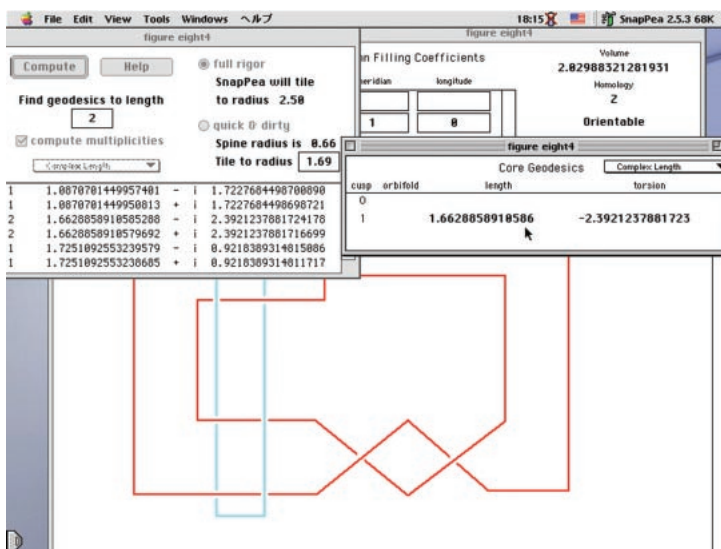 File Edit View Tools Windows ヘルプ 18:15 SnapPea 2.5.3 68K
figure eight4
Compute Help
full rigor
SnapPea will tile
to radius 2.50
Find geodesics to length
2
quick & dirty
compute multiplicities
Spine radius is 0.66
Tile to radius 1.69
Complex Length
1 1.0870701449957401 - i 1.7227684498700890
1 1.0870701449950813 + i 1.7227684498698721
2 1.6628858910585288 - i 2.3921237881724178
2 1.6628858910579692 + i 2.3921237881716699
1 1.7251092553239579 - i 0.9218389314015086
1 1.7251092553238685 + i 0.9218389314011717
figure eight4
n Filling Coefficients
eridian longitude
1 0
Volume
2.02988321281931
Homology
Z
Orientable
figure eight4
Core Geodesics Complex Length
cusp orbifold length torsion
0
1 1.6628858910586 -2.3921237881723